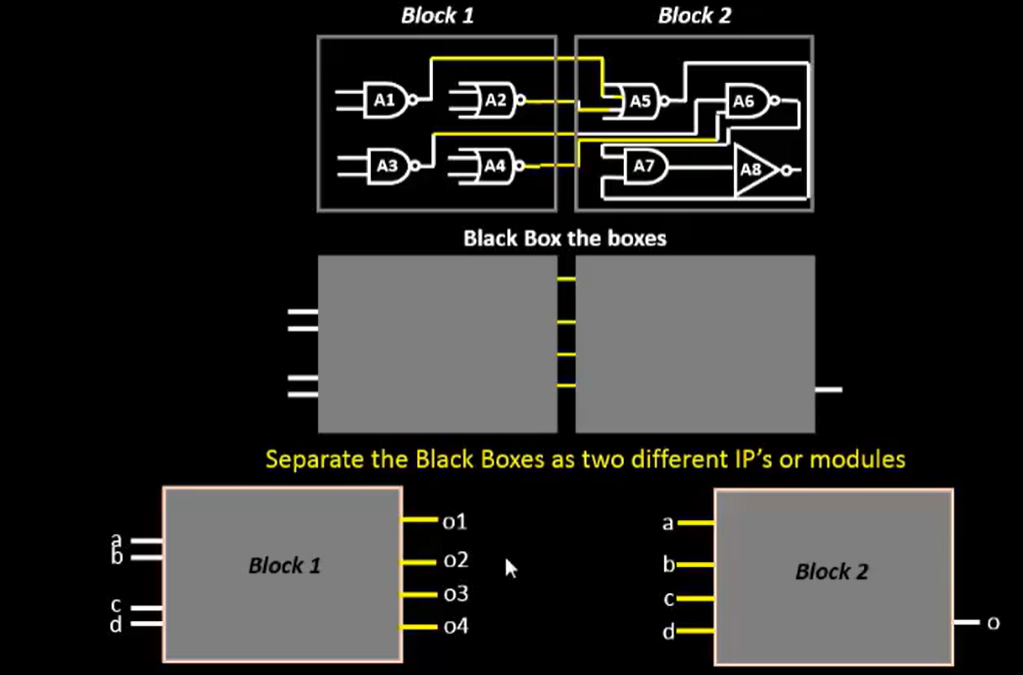 Block 1
Block 2
A1
A2
A5
A6
A3
A4
A7
A8
Black Box the boxes
Separate the Black Boxes as two different IP's or modules
a
b
c
d
Block 1
o1
o2
o3
o4
a
b
c
d
Block 2
o